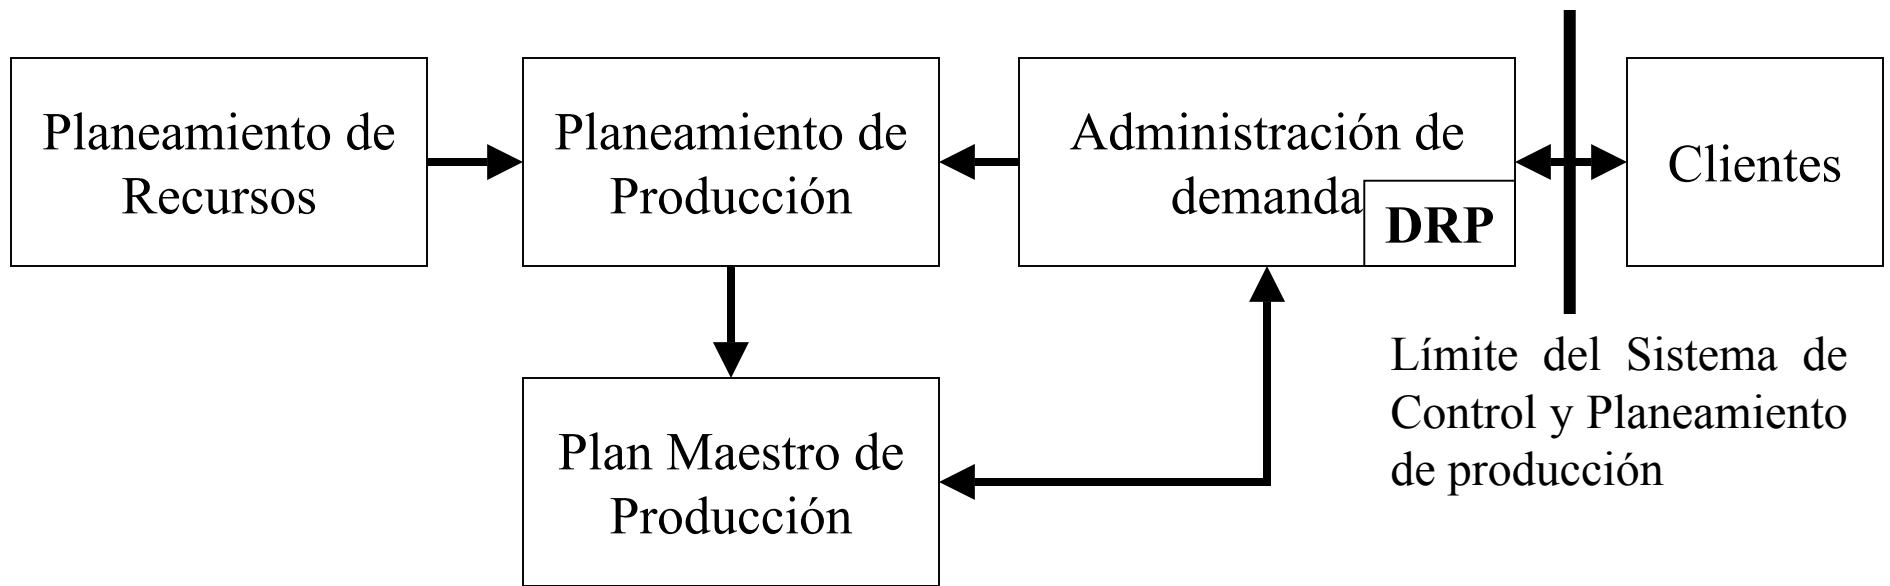 Planeamiento de
Recursos
Planeamiento de
Producción
Administración de
demanda
DRP
Clientes
Límite del Sistema de
Control y Planeamiento
de producción
Plan Maestro de
Producción